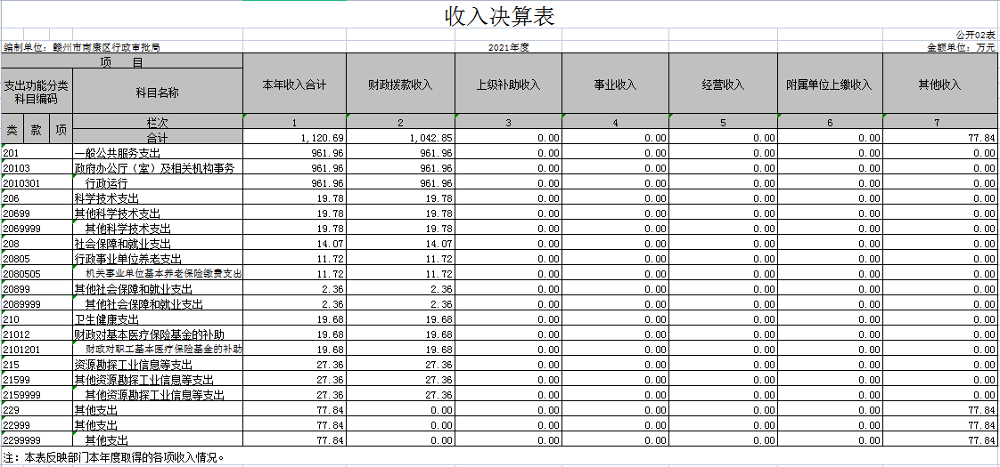 收入决算表
公开02表
编制单位：赣州市南康区行政审批局 2021年度 金额单位：万元
项 目 本年收入合计 财政拨款收入 上级补助收入 事业收入 经营收入 附属单位上缴收入 其他收入
支出功能分类科目编码 科目名称
类 款 项 栏次 1 2 3 4 5 6 7
合计 1,120.69 1,042.85 0.00 0.00 0.00 0.00 77.84
201 一般公共服务支出 961.96 961.96 0.00 0.00 0.00 0.00 0.00
20103 政府办公厅（室）及相关机构事务 961.96 961.96 0.00 0.00 0.00 0.00 0.00
2010301 行政运行 961.96 961.96 0.00 0.00 0.00 0.00 0.00
206 科学技术支出 19.78 19.78 0.00 0.00 0.00 0.00 0.00
20699 其他科学技术支出 19.78 19.78 0.00 0.00 0.00 0.00 0.00
2069999 其他科学技术支出 19.78 19.78 0.00 0.00 0.00 0.00 0.00
208 社会保障和就业支出 14.07 14.07 0.00 0.00 0.00 0.00 0.00
20805 行政事业单位养老支出 11.72 11.72 0.00 0.00 0.00 0.00 0.00
2080505 机关事业单位基本养老保险缴费支出 11.72 11.72 0.00 0.00 0.00 0.00 0.00
20899 其他社会保障和就业支出 2.36 2.36 0.00 0.00 0.00 0.00 0.00
2089999 其他社会保障和就业支出 2.36 2.36 0.00 0.00 0.00 0.00 0.00
210 卫生健康支出 19.68 19.68 0.00 0.00 0.00 0.00 0.00
21012 财政对基本医疗保险基金的补助 19.68 19.68 0.00 0.00 0.00 0.00 0.00
2101201 财政对职工基本医疗保险基金的补助 19.68 19.68 0.00 0.00 0.00 0.00 0.00
215 资源勘探工业信息等支出 27.36 27.36 0.00 0.00 0.00 0.00 0.00
21599 其他资源勘探工业信息等支出 27.36 27.36 0.00 0.00 0.00 0.00 0.00
2159999 其他资源勘探工业信息等支出 27.36 27.36 0.00 0.00 0.00 0.00 0.00
229 其他支出 77.84 0.00 0.00 0.00 0.00 0.00 77.84
22999 其他支出 77.84 0.00 0.00 0.00 0.00 0.00 77.84
2299999 其他支出 77.84 0.00 0.00 0.00 0.00 0.00 77.84
注：本表反映部门本年度取得的各项收入情况。